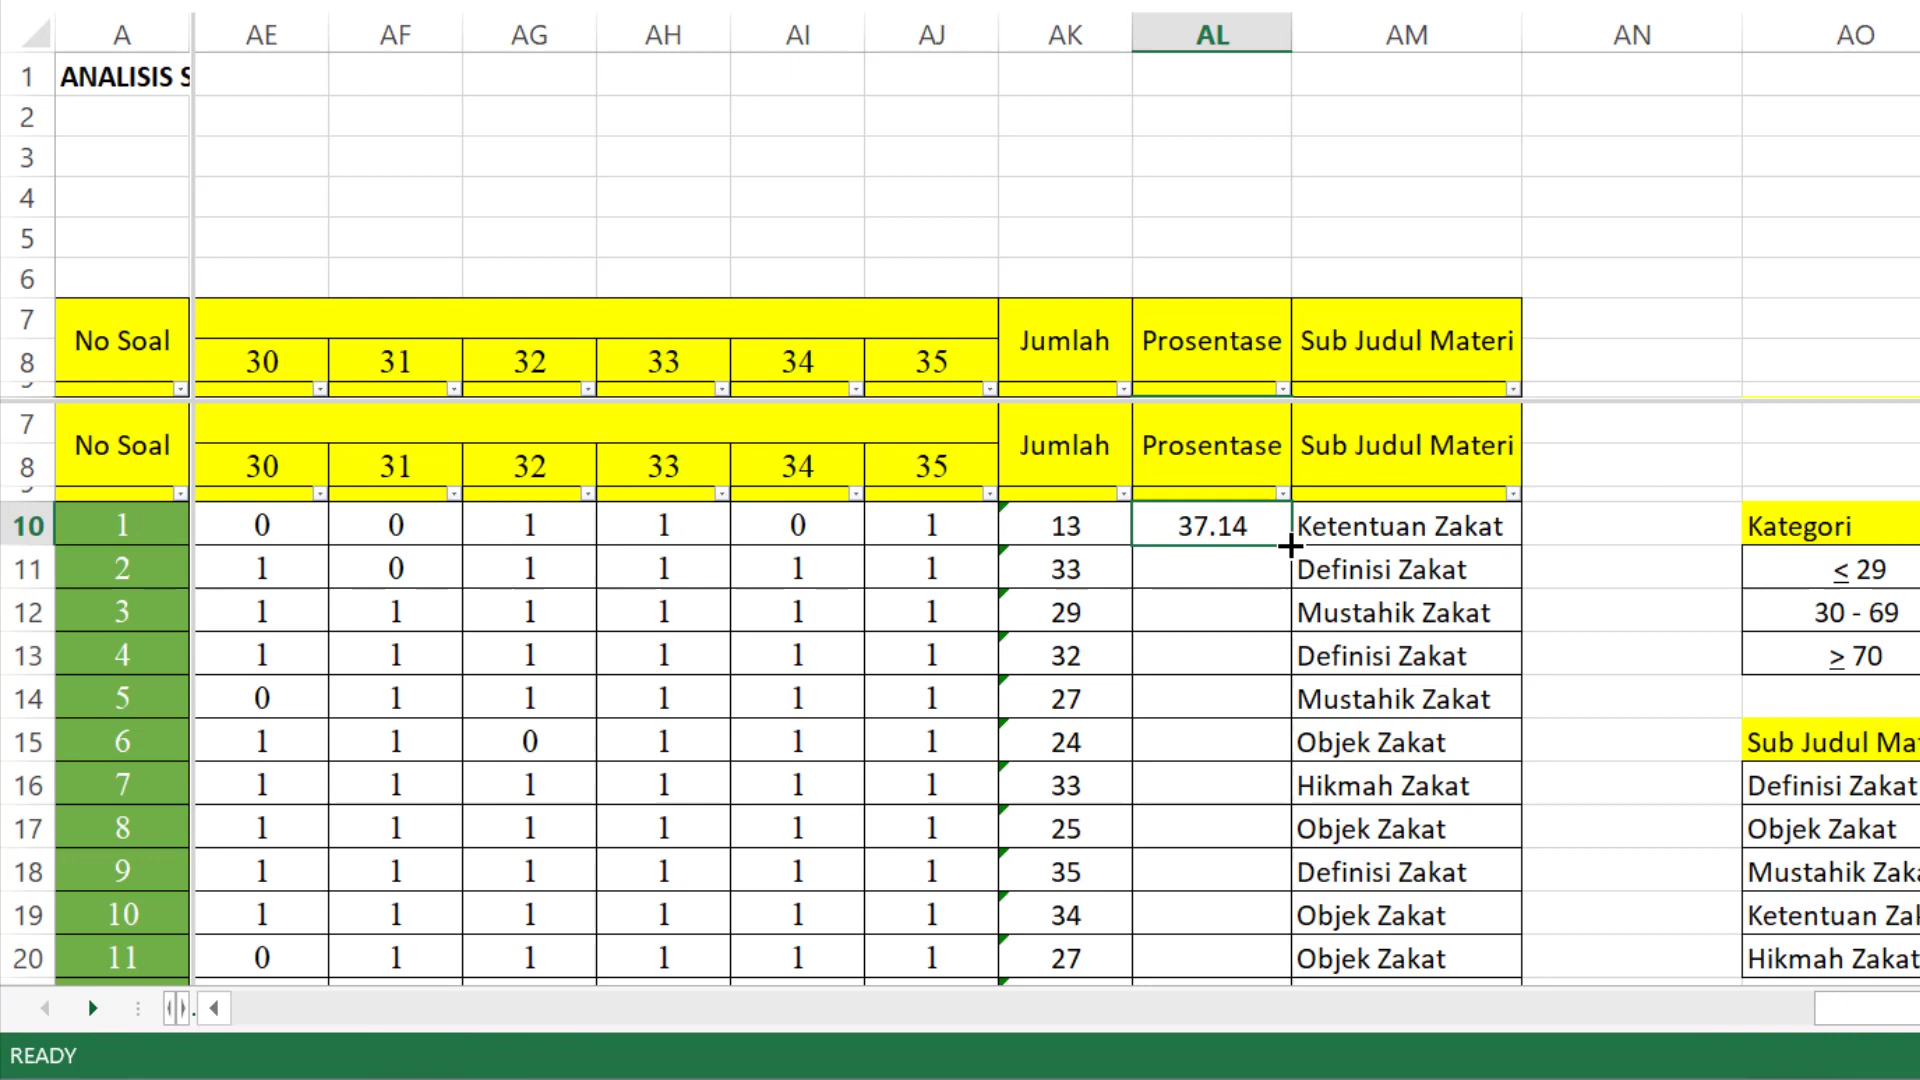 A AE AF AG AH AI AJ AK AL AM AN AO
1 ANALISIS S
2
3
4
5
6
7
No Soal Jumlah Prosentase Sub Judul Materi
8 30 31 32 33 34 35
7
No Soal Jumlah Prosentase Sub Judul Materi
8 30 31 32 33 34 35
10 1 0 0 1 1 0 1 13 37.14 Ketentuan Zakat Kategori
11 2 1 0 1 1 1 1 33 Definisi Zakat ≤ 29
12 3 1 1 1 1 1 1 29 Mustahik Zakat 30 - 69
13 4 1 1 1 1 1 1 32 Definisi Zakat ≥ 70
14 5 0 1 1 1 1 1 27 Mustahik Zakat
15 6 1 1 0 1 1 1 24 Objek Zakat Sub Judul Mat
16 7 1 1 1 1 1 1 33 Hikmah Zakat Definisi Zakat
17 8 1 1 1 1 1 1 25 Objek Zakat Objek Zakat
18 9 1 1 1 1 1 1 35 Definisi Zakat Mustahik Zaka
19 10 1 1 1 1 1 1 34 Objek Zakat Ketentuan Zak
20 11 0 1 1 1 1 1 27 Objek Zakat Hikmah Zakat
READY